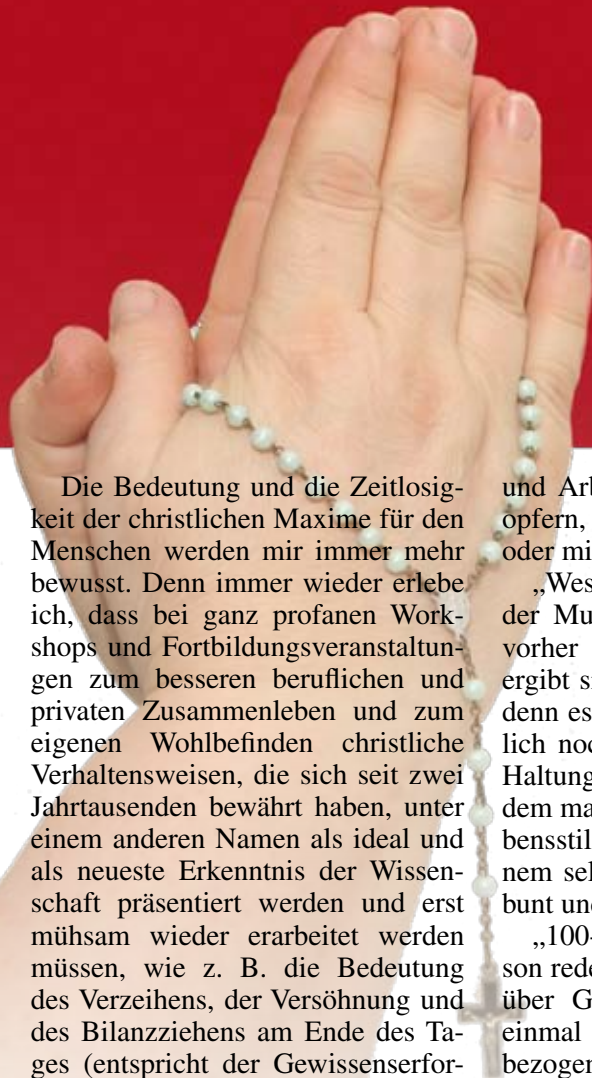 Die Bedeutung und die Zeitlosig-
keit der christlichen Maxime für den
Menschen werden mir immer mehr
bewusst. Denn immer wieder erlebe
ich, dass bei ganz profanen Work-
shops und Fortbildungsveranstaltun-
gen zum besseren beruflichen und
privaten Zusammenleben und zum
eigenen Wohlbefinden christliche
Verhaltensweisen, die sich seit zwei
Jahrtausenden bewährt haben, unter
einem anderen Namen als ideal und
als neueste Erkenntnis der Wissen-
schaft präsentiert werden und erst
mühsam wieder erarbeitet werden
müssen, wie z. B. die Bedeutung
des Verzeihens, der Versöhnung und
des Bilanzziehens am Ende des Ta-
ges (entspricht der Gewissenserfor-
und Arb
opfern,
oder mi
„Wes
der Mu
vorher
ergibt s
denn es
lich noc
Haltung
dem ma
bensstil
nem sel
bunt und
„100-
son rede
über G
einmal
bezogen